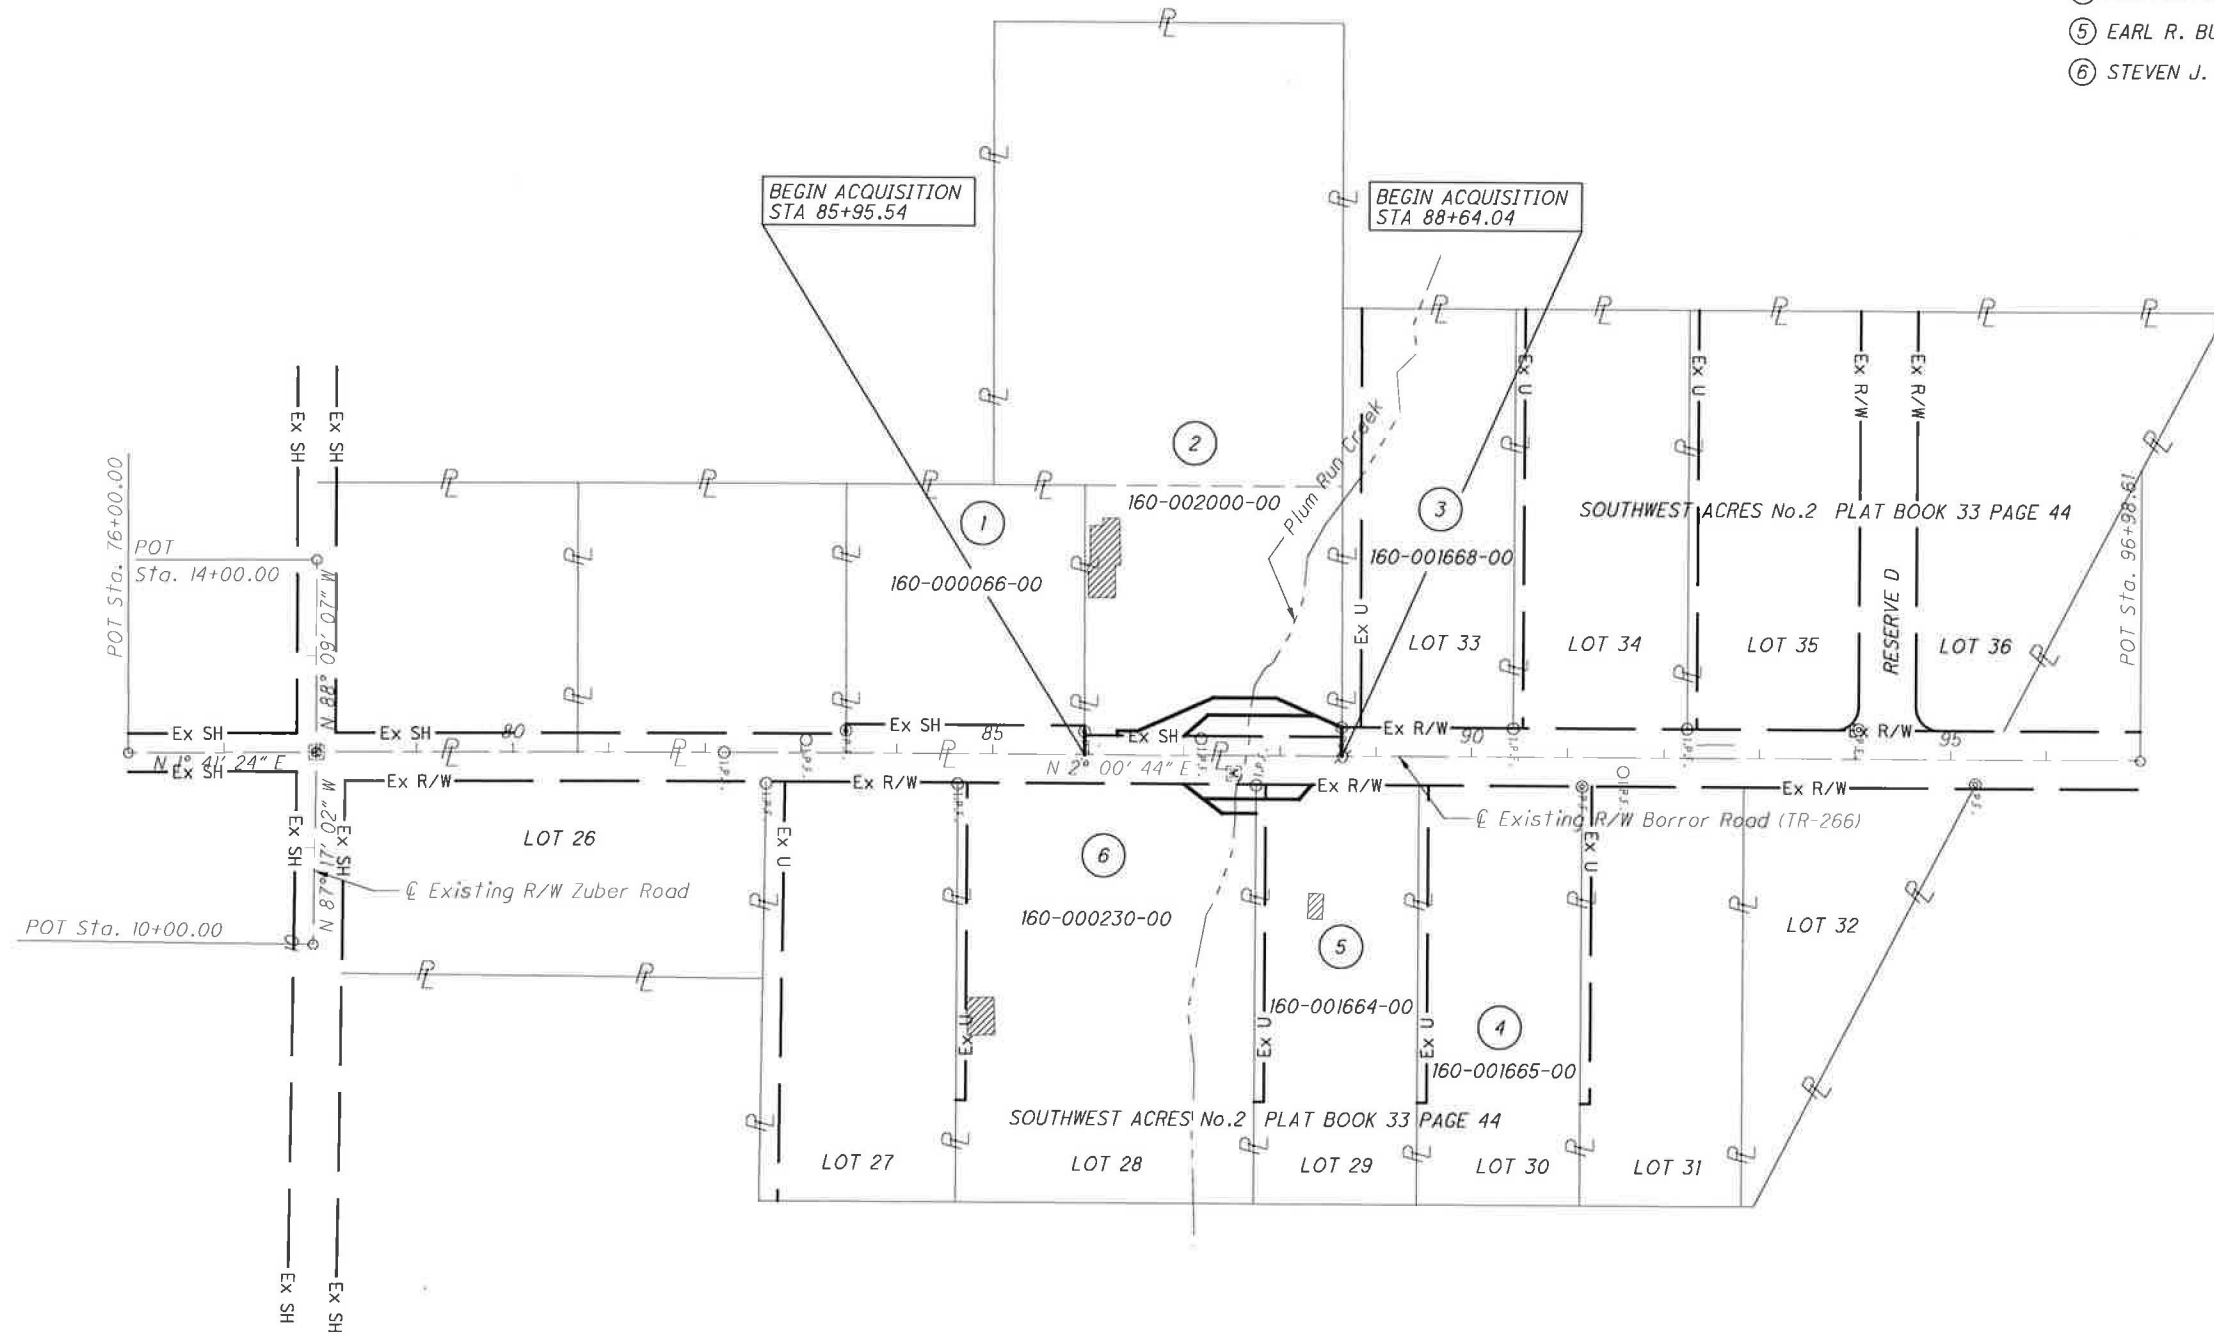 ⑤ EARL R.
⑥ STEVEN J.
BEGIN ACQUISITION
STA 85+95.54
BEGIN ACQUISITION
STA 88+64.04
Ex SH
Ex SH
Ex U
Ex U
Ex R/W
Ex R/W
2
160-002000-00
Plum Run Creek
1
160-000066-00
3
160-001668-00
SOUTHWEST ACRES No.2 PLAT BOOK 33 PAGE 44
POT Sta. 76+00.00
POT
Sta. 14+00.00
N 88° 09' 07" W
Ex U
LOT 33
LOT 34
LOT 35
RESERVE D
LOT 36
POT Sta. 96+98.61
Ex SH
Ex SH
80
Ex SH
85
Ex SH
Ex R/W
90
Ex R/W
95
N 1° 41' 24" E
N 2° 00' 44" E
Ex SH
Ex R/W
Ex R/W
Ex R/W
Ex R/W
I.P.S.
I.P.S.
I.P.S.
I.P.S.
I.P.S.
℄ Existing R/W Borror Road (TR-266)
Ex SH
Ex SH
LOT 26
Ex U
Ex U
℄ Existing R/W Zuber Road
6
160-000230-00
POT Sta. 10+00.00
5
160-001664-00
LOT 32
4
160-001665-00
Ex U
Ex U
Ex U
SOUTHWEST ACRES No.2 PLAT BOOK 33 PAGE 44
LOT 27
LOT 28
LOT 29
LOT 30
LOT 31
Ex SH
Ex SH